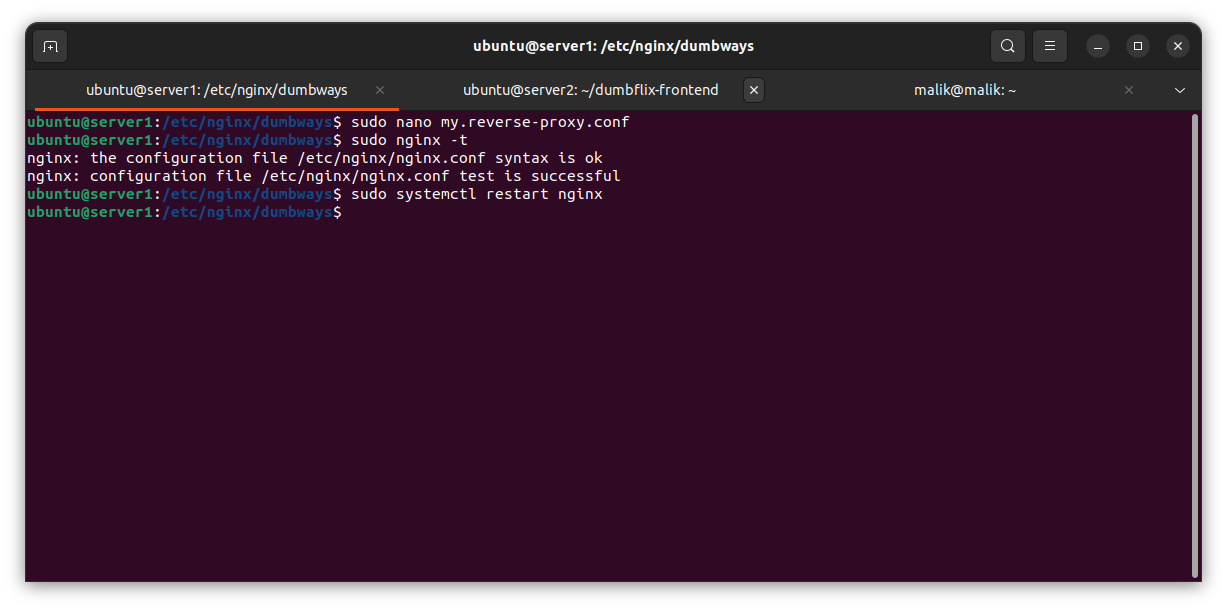 ubuntu@server1: /etc/nginx/dumbways
ubuntu@server1: /etc/nginx/dumbways
ubuntu@server2: ~/dumbflix-frontend
malik@malik: ~
ubuntu@server1:/etc/nginx/dumbways$ sudo nano my.reverse-proxy.conf
ubuntu@server1:/etc/nginx/dumbways$ sudo nginx -t
nginx: the configuration file /etc/nginx/nginx.conf syntax is ok
nginx: configuration file /etc/nginx/nginx.conf test is successful
ubuntu@server1:/etc/nginx/dumbways$ sudo systemctl restart nginx
ubuntu@server1:/etc/nginx/dumbways$